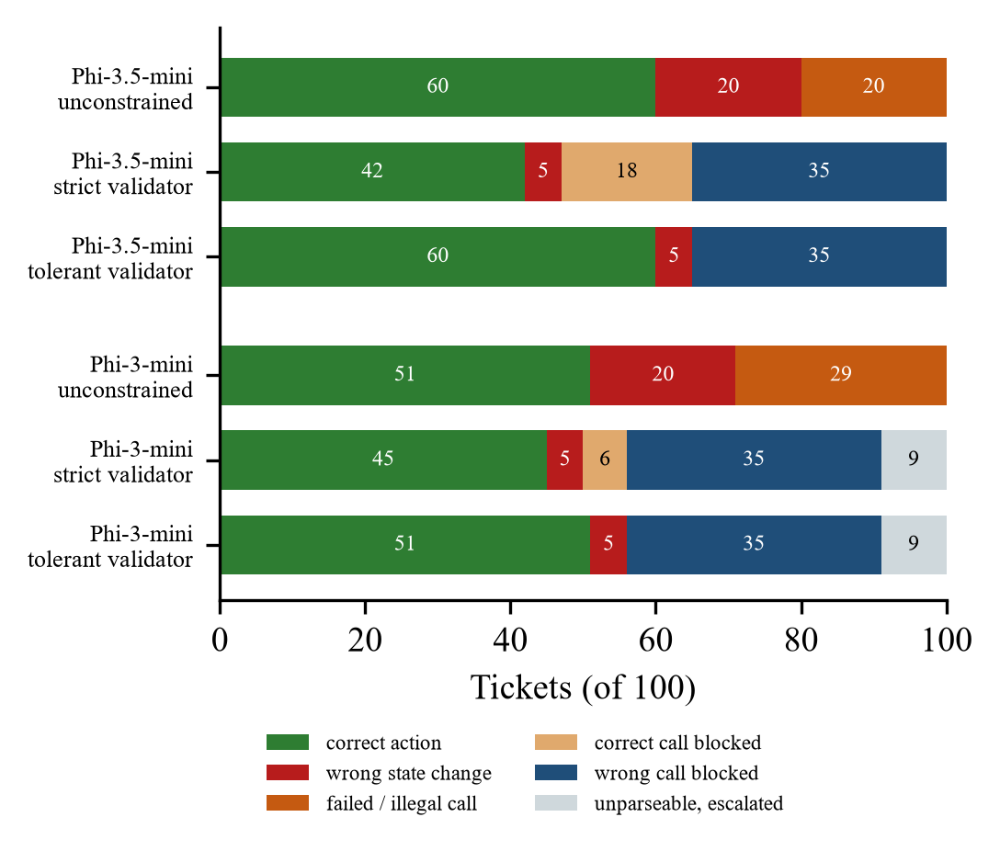 Phi-3.5-mini
unconstrained
60
20
20
Phi-3.5-mini
strict validator
42
5
18
35
Phi-3.5-mini
tolerant validator
60
5
35
Phi-3-mini
unconstrained
51
20
29
Phi-3-mini
strict validator
45
5
6
35
9
Phi-3-mini
tolerant validator
51
5
35
9
0
20
40
60
80
100
Tickets (of 100)
correct action
wrong state change
failed / illegal call
correct call blocked
wrong call blocked
unparseable, escalated